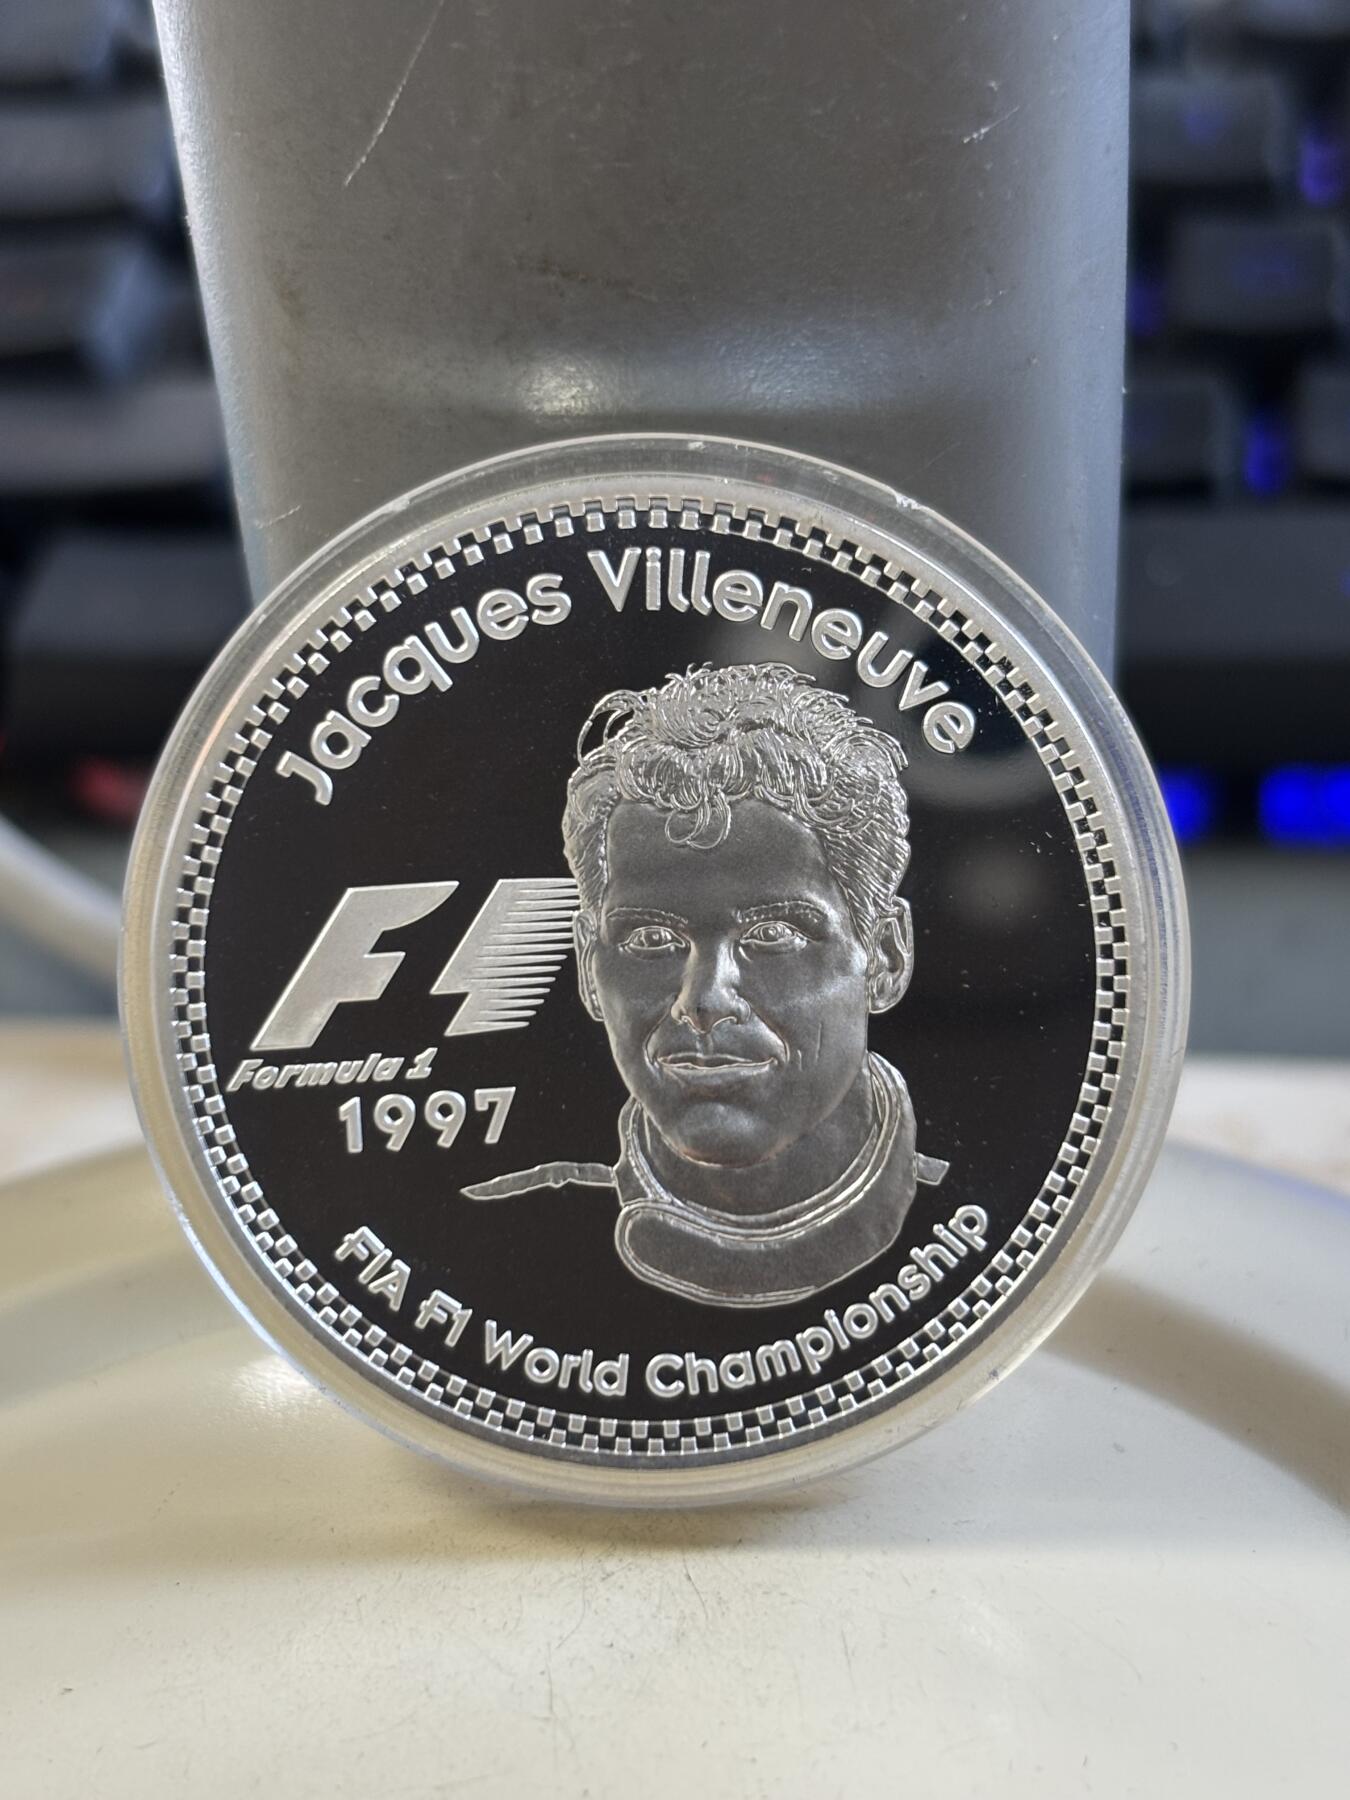 Jacques Villeneuve
F1
Formula 1
1997
FIA F1 World Championship